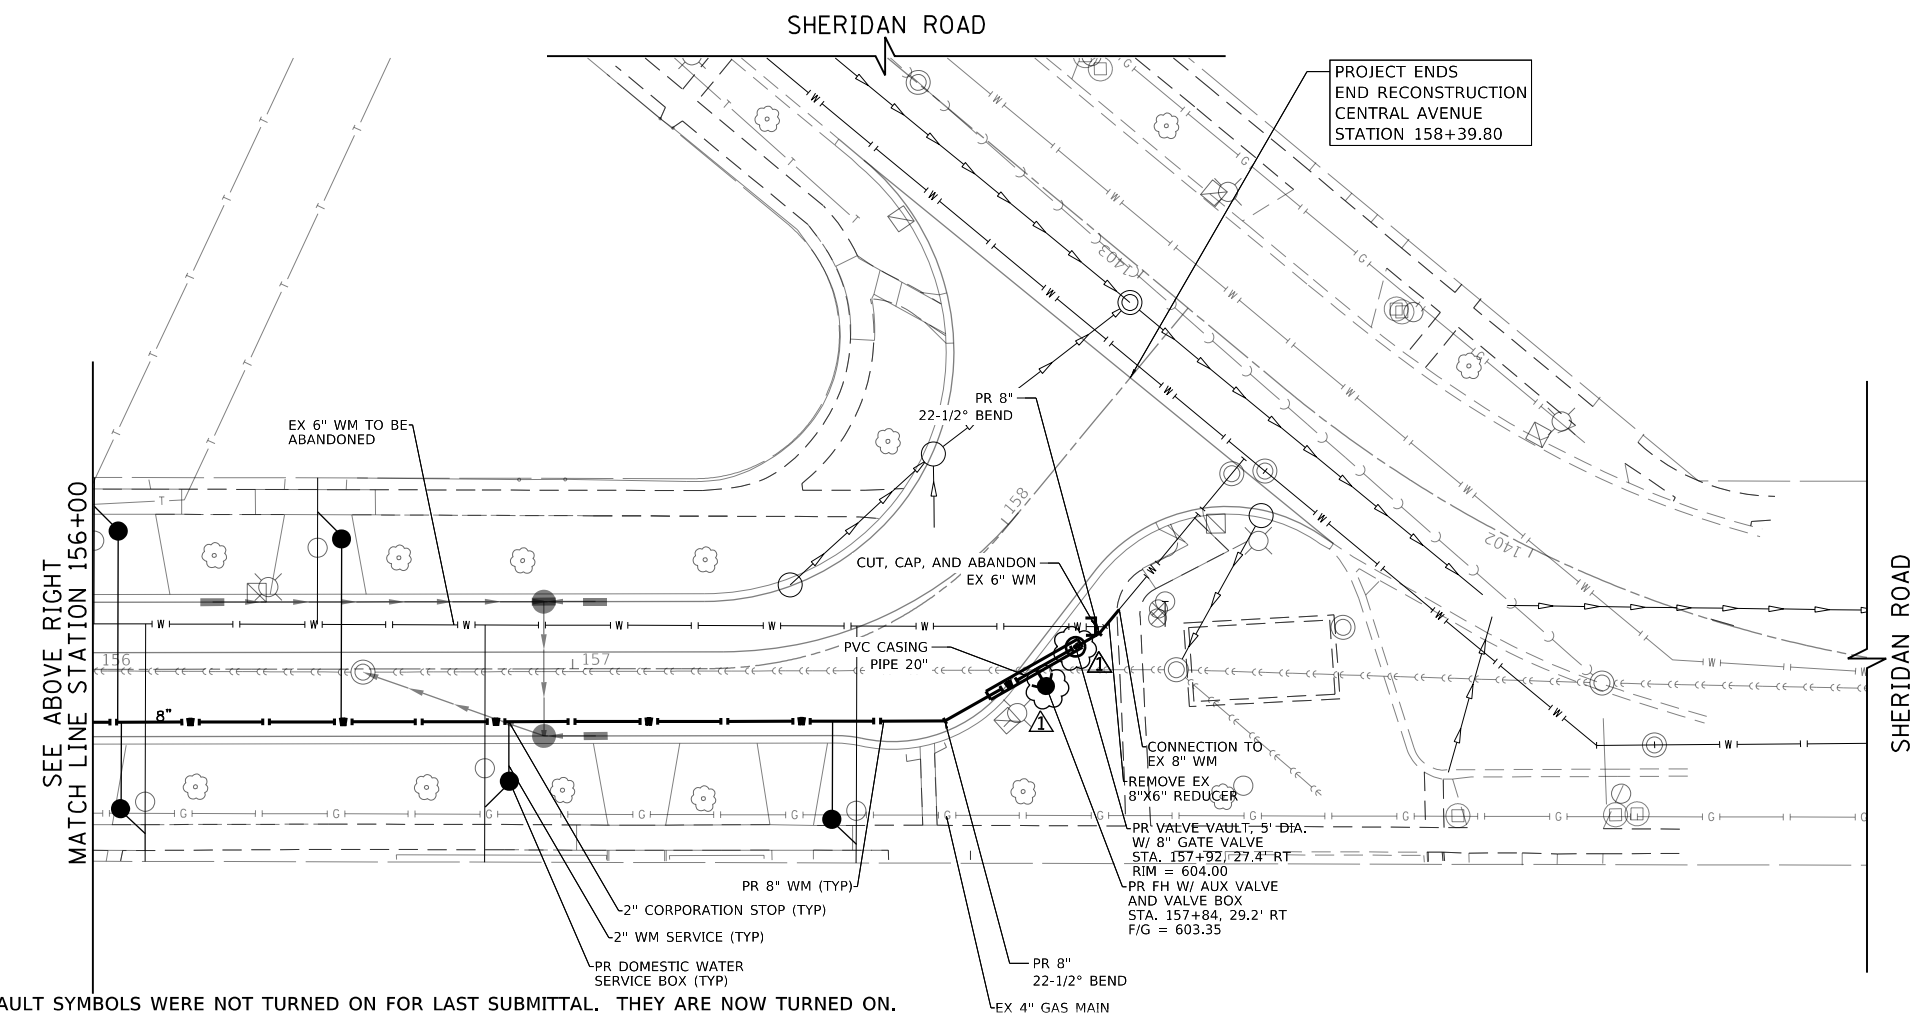 SHERIDAN ROAD
PROJECT ENDS
END RECONSTRUCTION
CENTRAL AVENUE
STATION 158+39.80
1403
PR 8"
22-1/2° BEND
EX 6" WM TO BE
ABANDONED
158
1402
CUT, CAP, AND ABANDON
EX 6" WM
SEE ABOVE RIGHT
MATCH LINE STATION 156+00
SHERIDAN ROAD
156
157
PVC CASING
PIPE 20"
1
1
8"
CONNECTION TO
EX 8" WM
REMOVE EX
8"X6" REDUCER
PR VALVE VAULT, 5' DIA.
W/ 8" GATE VALVE
STA. 157+92, 27.4' RT
RIM = 604.00
PR FH W/ AUX VALVE
AND VALVE BOX
STA. 157+84, 29.2' RT
F/G = 603.35
PR 8" WM (TYP)
2" CORPORATION STOP (TYP)
2" WM SERVICE (TYP)
PR DOMESTIC WATER
SERVICE BOX (TYP)
PR 8"
22-1/2° BEND
EX 4" GAS MAIN
AULT SYMBOLS WERE NOT TURNED ON FOR LAST SUBMITTAL.  THEY ARE NOW TURNED ON.